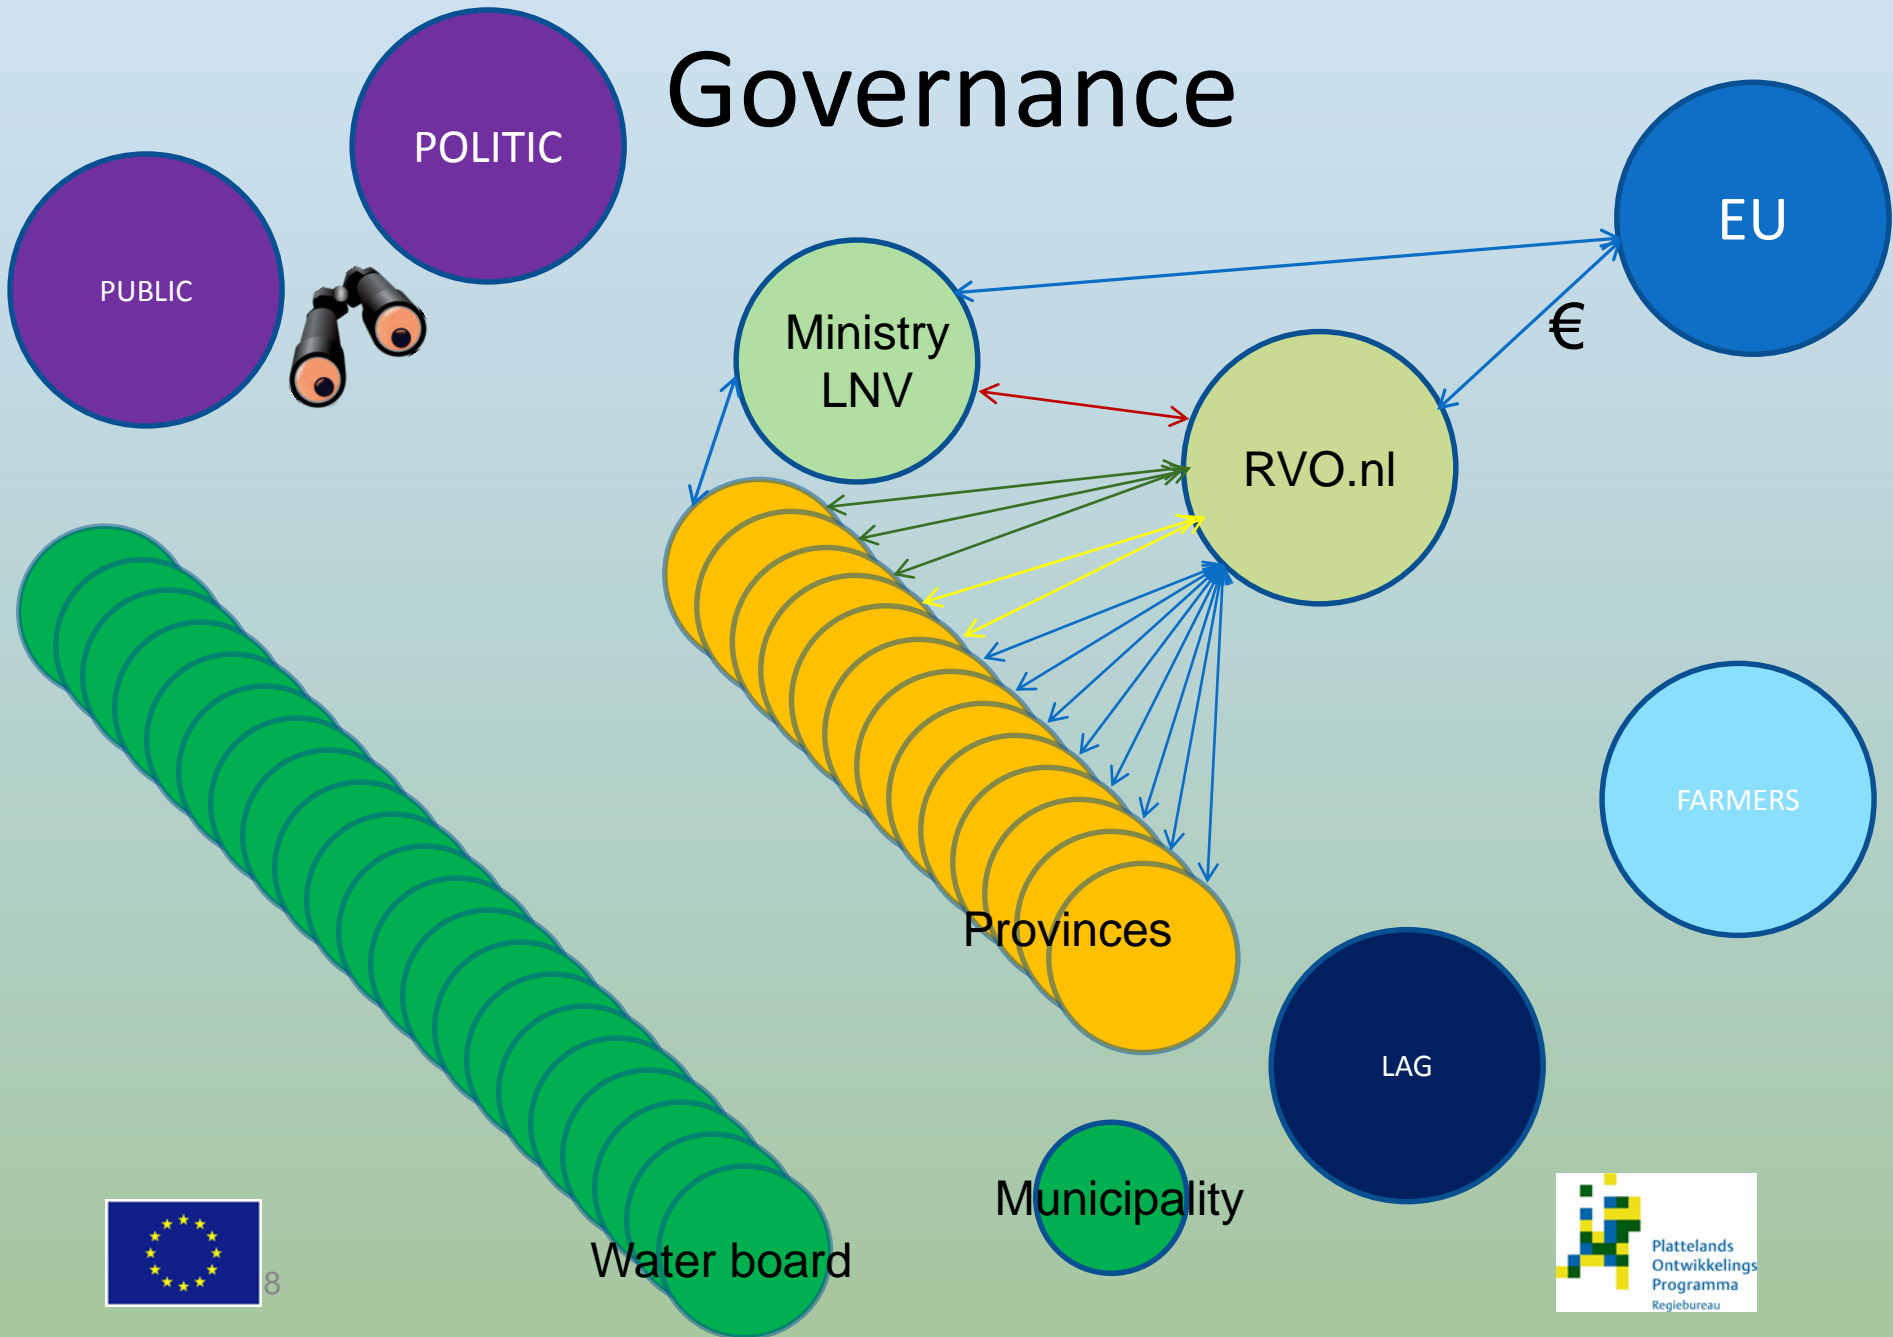 Governance
POLITIC
PUBLIC
EU
Ministry
LNV
€
RVO.nl
FARMERS
Provinces
LAG
Municipality
Water board
8
Plattelands
Ontwikkelings
Programma
Regiebureau